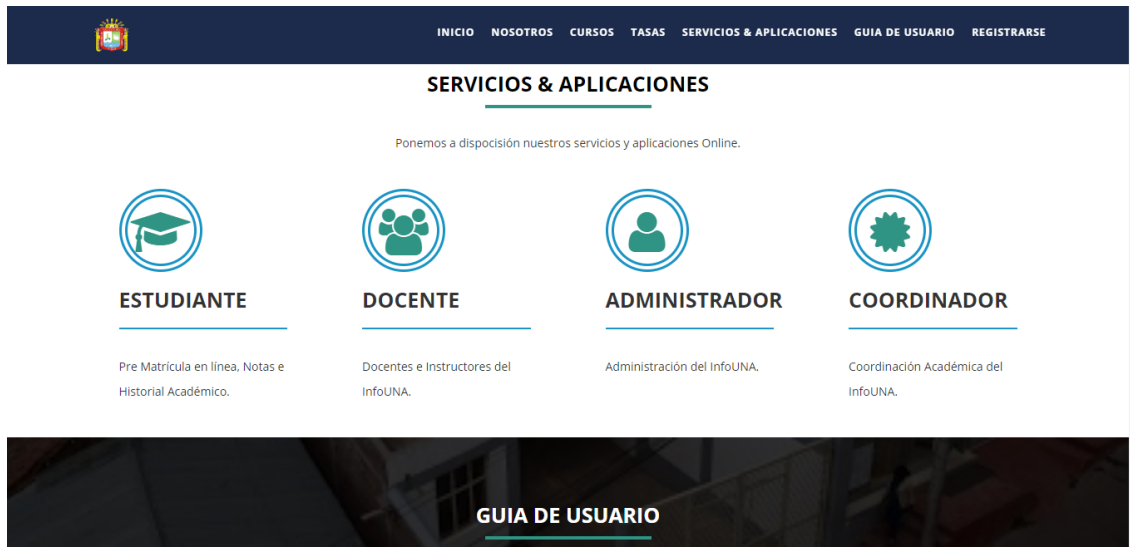 INICIO NOSOTROS CURSOS TASAS SERVICIOS & APLICACIONES GUIA DE USUARIO REGISTRARSE
SERVICIOS & APLICACIONES
Ponemos a dispocisión nuestros servicios y aplicaciones Online.
ESTUDIANTE
Pre Matrícula en línea, Notas e
Historial Académico.
DOCENTE
Docentes e Instructores del
InfoUNA.
ADMINISTRADOR
Administración del InfoUNA.
COORDINADOR
Coordinación Académica del
InfoUNA.
GUIA DE USUARIO